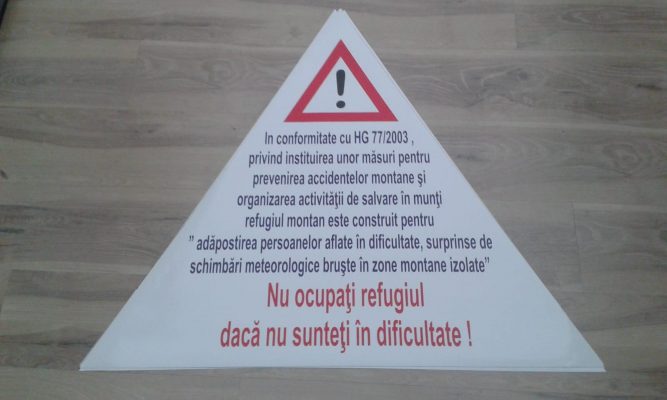 !
In conformitate cu HG 77/2003 ,
privind instituirea unor măsuri pentru
prevenirea accidentelor montane şi
organizarea activităţii de salvare în munţi
refugiul montan este construit pentru
” adăpostirea persoanelor aflate în dificultate, surprinse de
schimbări meteorologice bruşte în zone montane izolate”
Nu ocupaţi refugiul
dacă nu sunteţi în dificultate !